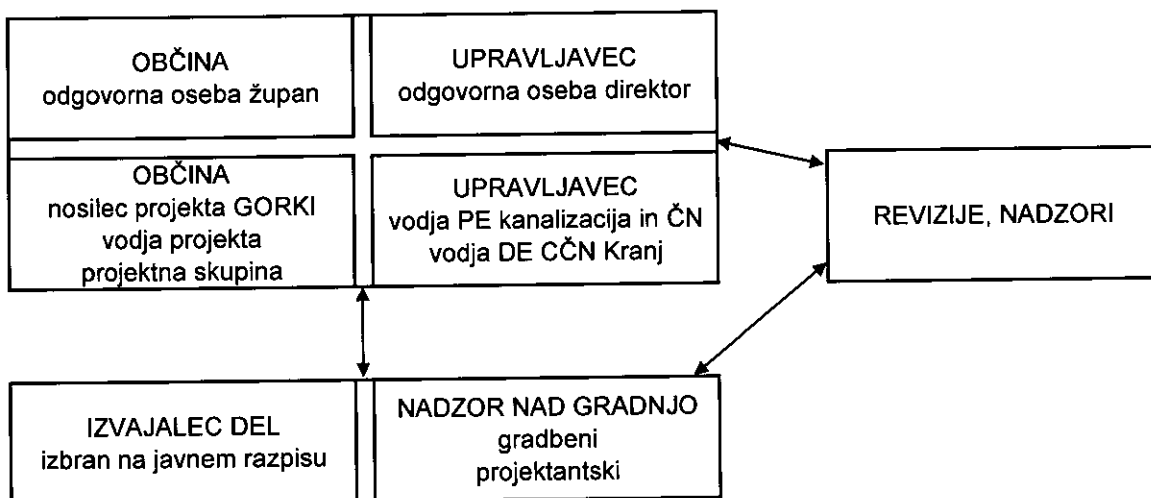 OBČINA
odgovorna oseba župan
UPRAVLJAVEC
odgovorna oseba direktor
OBČINA
nosilec projekta GORKI
vodja projekta
projektna skupina
UPRAVLJAVEC
vodja PE kanalizacija in ČN
vodja DE CČN Kranj
REVIZIJE, NADZORI
IZVAJALEC DEL
izbran na javnem razpisu
NADZOR NAD GRADNJO
gradbeni
projektantski